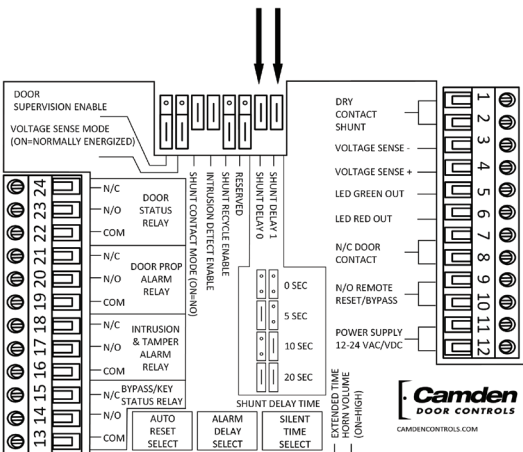 DOOR
SUPERVISION ENABLE
VOLTAGE SENSE MODE
(ON=NORMALLY ENERGIZED)
SHUNT CONTACT MODE (ON=NO)
INTRUSION DETECT ENABLE
SHUNT RECYCLE ENABLE
RESERVED
SHUNT DELAY 0
SHUNT DELAY 1
24
23
22
21
20
19
18
17
16
15
14
13
N/C
N/O
COM
DOOR
STATUS
RELAY
N/C
N/O
COM
DOOR PROP
ALARM
RELAY
N/C
N/O
COM
INTRUSION
& TAMPER
ALARM
RELAY
N/C
N/O
COM
BYPASS/KEY
STATUS RELAY
AUTO
RESET
SELECT
ALARM
DELAY
SELECT
SILENT
TIME
SELECT
0 SEC
5 SEC
10 SEC
20 SEC
SHUNT DELAY TIME
EXTENDED TIME
HORN VOLUME
(ON=HIGH)
DRY
CONTACT
SHUNT
VOLTAGE SENSE -
VOLTAGE SENSE +
LED GREEN OUT
LED RED OUT
N/C DOOR
CONTACT
N/O REMOTE
RESET/BYPASS
POWER SUPPLY
12-24 VAC/VDC
1
2
3
4
5
6
7
8
9
10
11
12
Camden
DOOR CONTROLS
CAMDENCONTROLS.COM